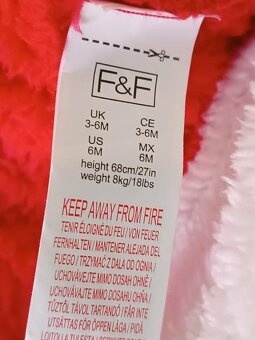 F&F
UK CE
3-6M 3-6M
US MX
6M 6M
height 68cm/27in
weight 8kg/18lbs
KEEP AWAY FROM FIRE
TENIR ÉLOIGNÉ DU FEU / VON FEUER
FERNHALTEN / MANTENER ALEJADA DEL
FUEGO / TRZYMAĆ Z DALA OD OGNIA /
UCHOVÁVEJTE MIMO DOSAH OHNĚ /
UCHOVÁVAJTE MIMO DOSAHU OHŇA /
TŰZTŐL TÁVOL TARTANDÓ / FÅR INTE
UTSÄTTAS FÖR ÖPPEN LÅGA / PIDÄ
LOITOLLA TULESTA /